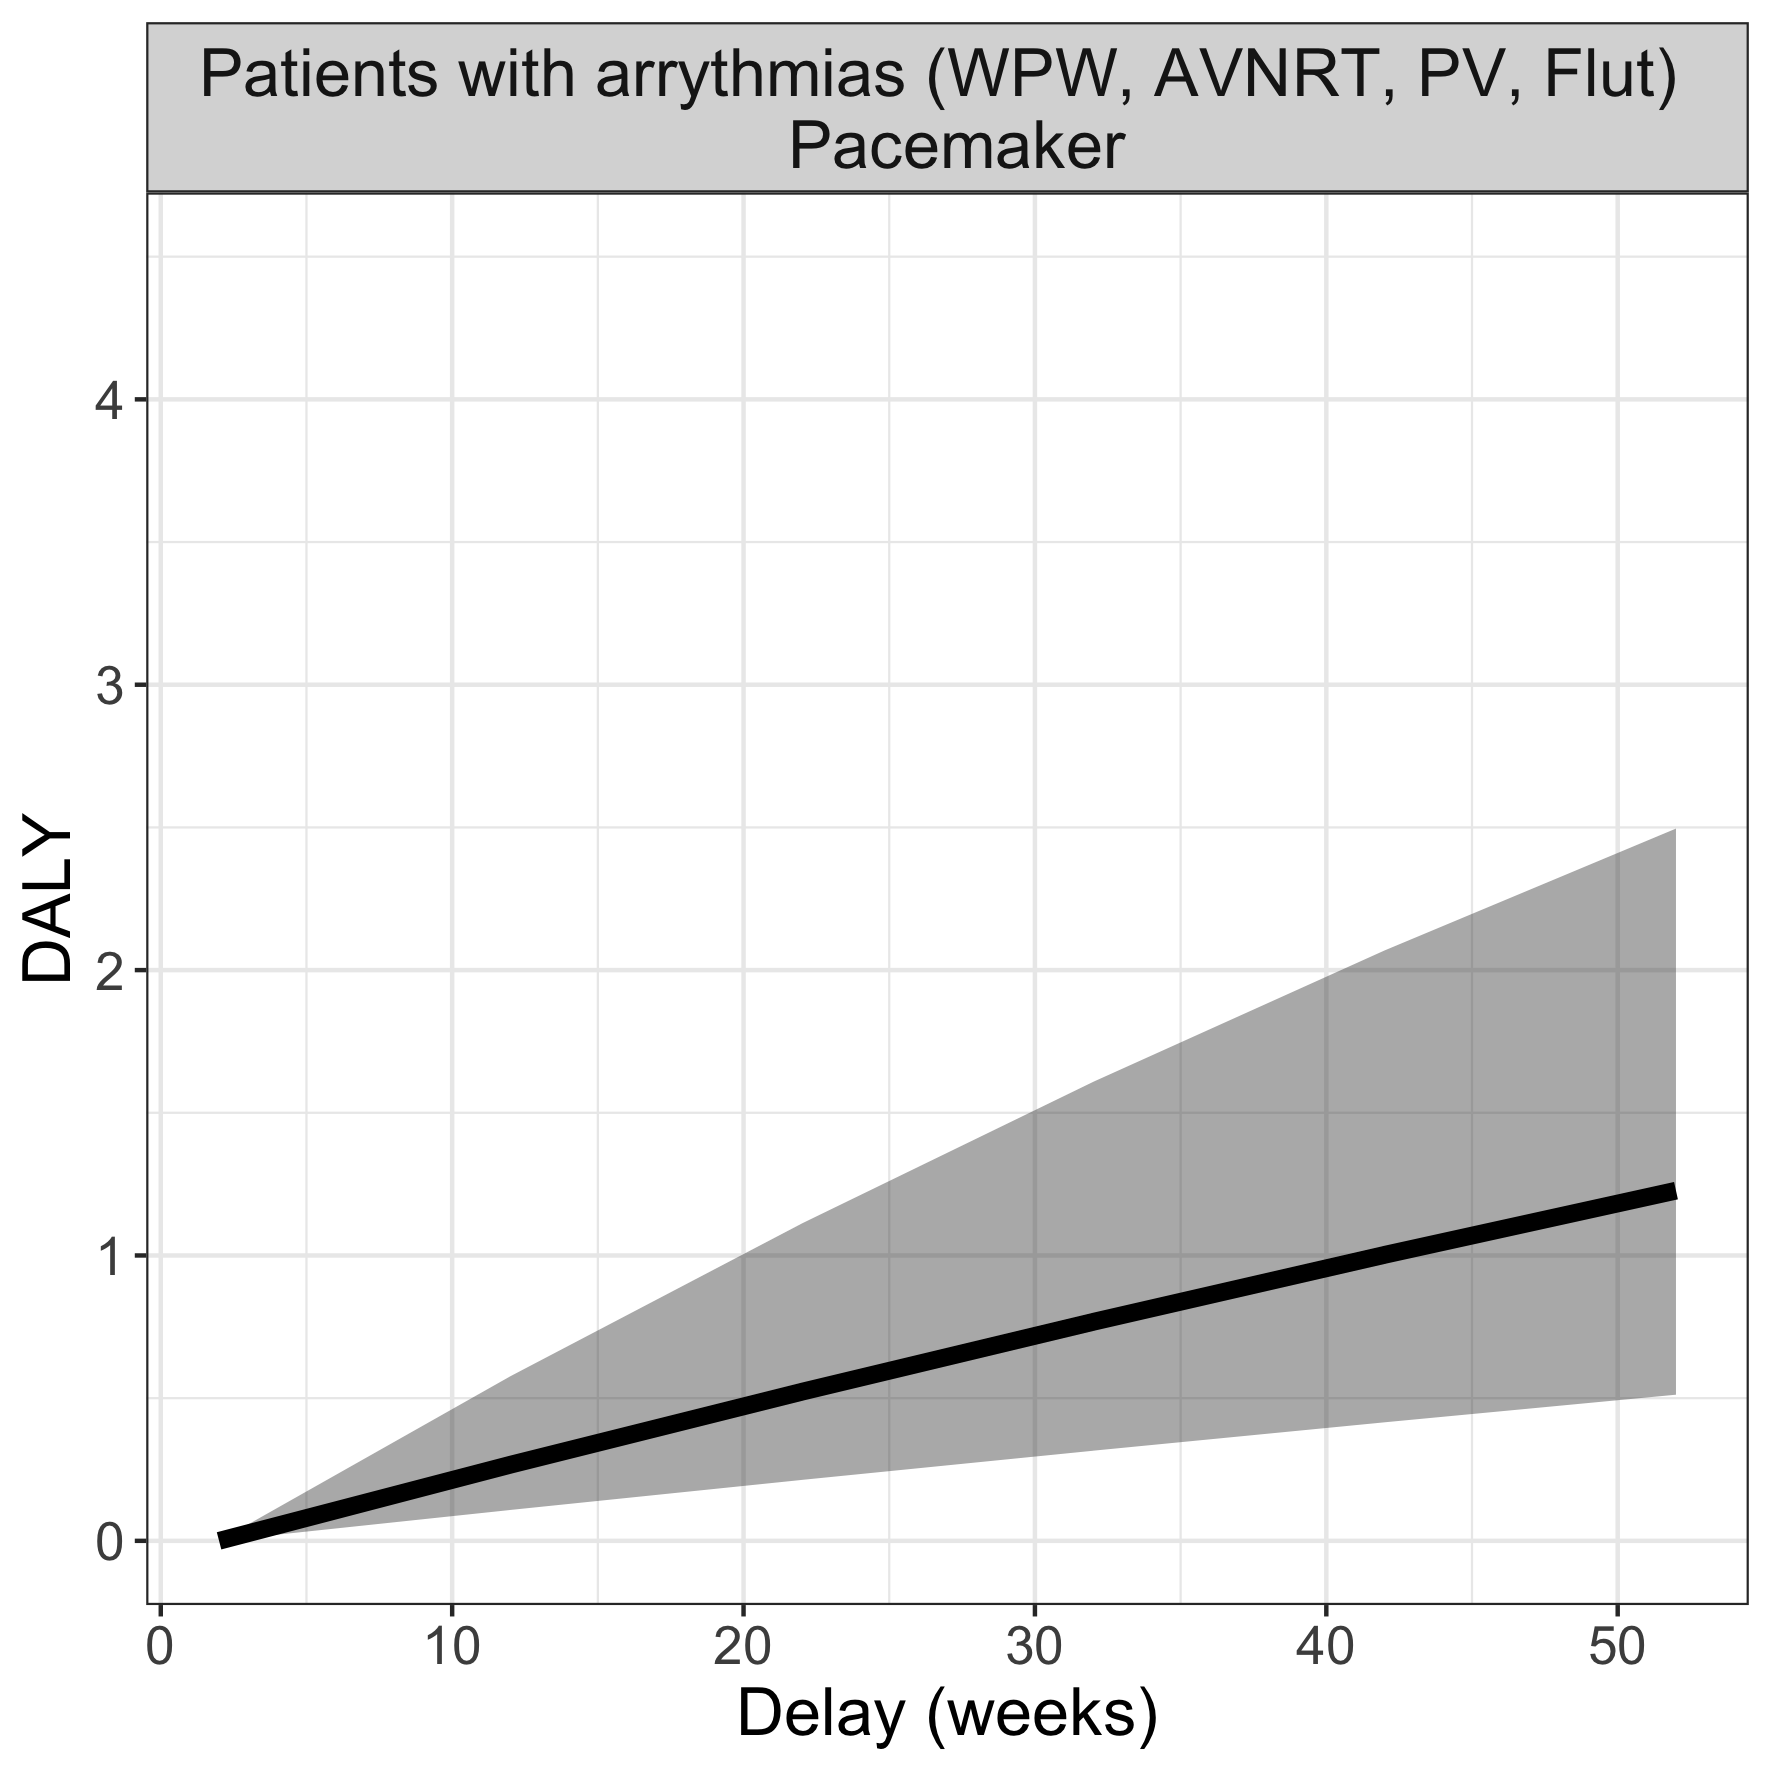 Patients with arrythmias (WPW, AVNRT, PV, Flut)
Pacemaker
DALY
4
3
2
1
0
0 10 20 30 40 50
Delay (weeks)